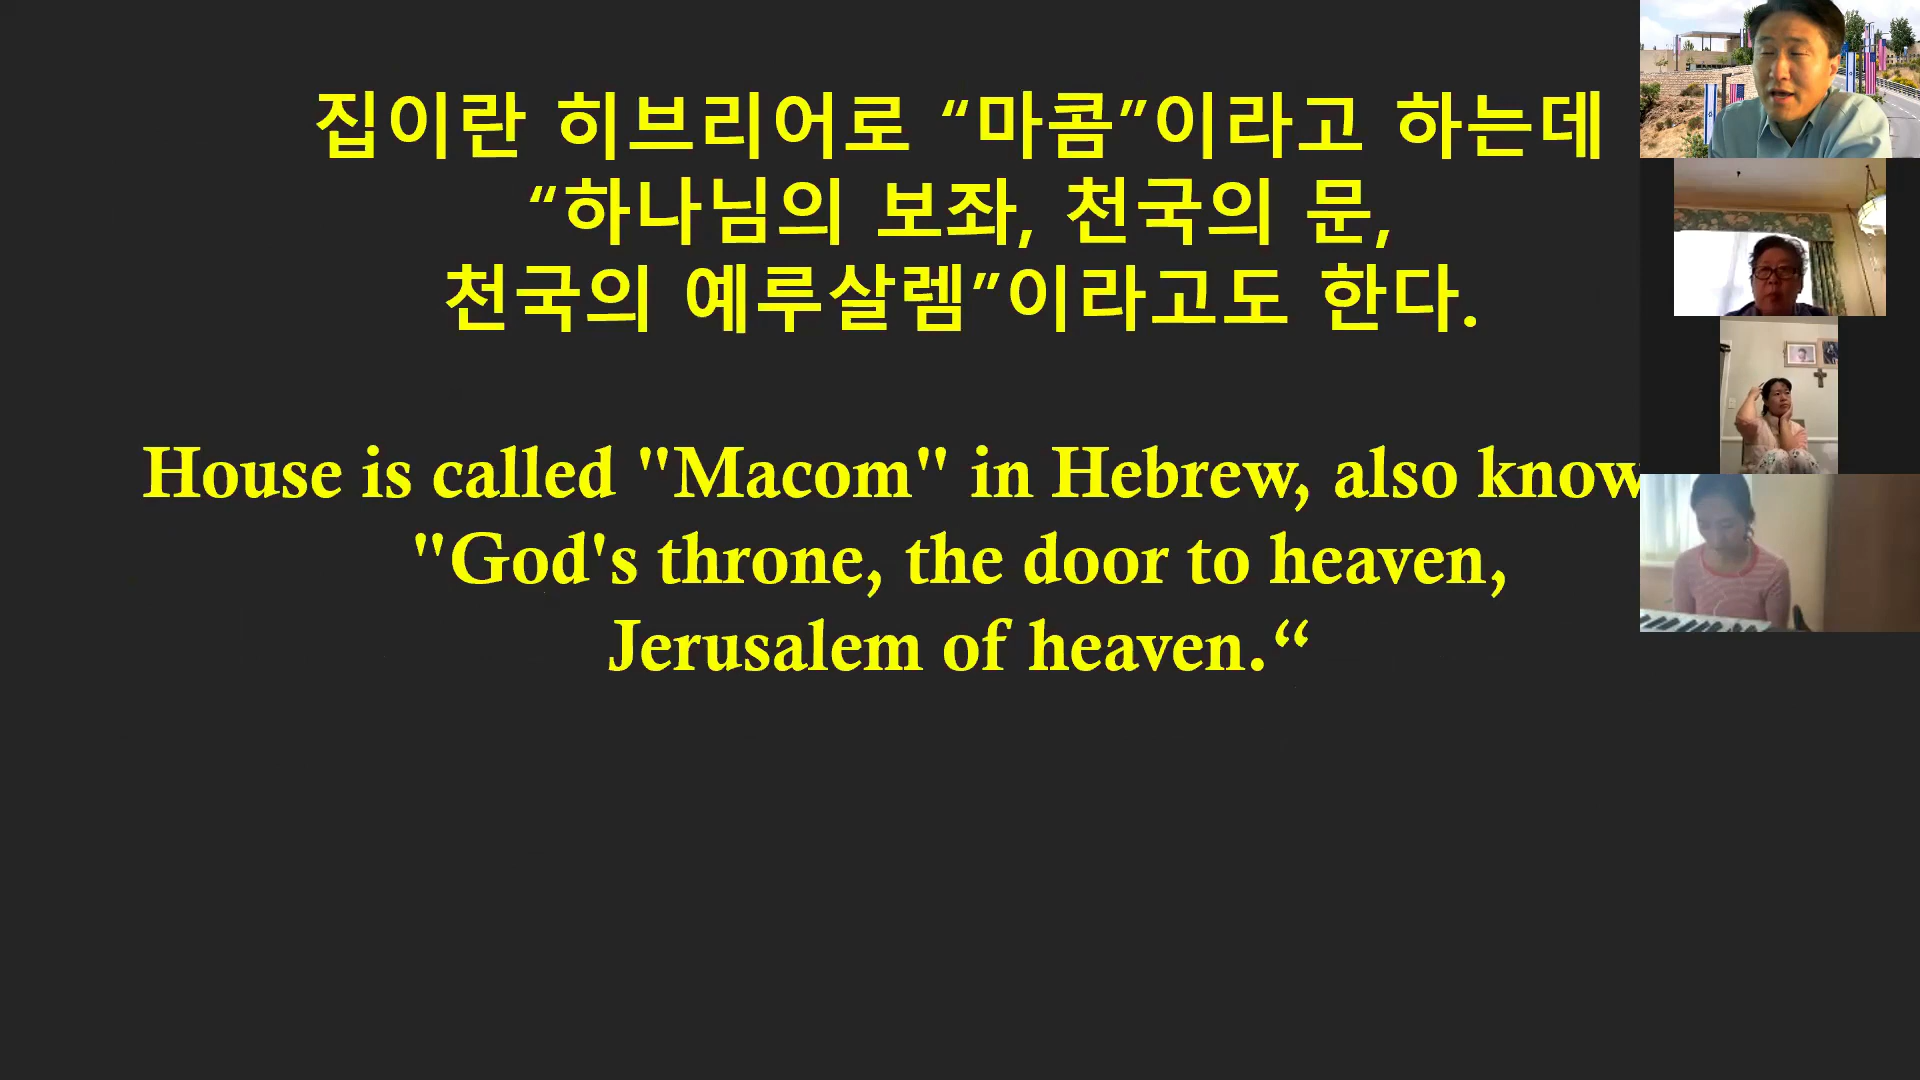 집이란 히브리어로 “마콤”이라고 하는데
“하나님의 보좌, 천국의 문,
천국의 예루살렘”이라고도 한다.
House is called "Macom" in Hebrew, also know
"God's throne, the door to heaven,
Jerusalem of heaven.“